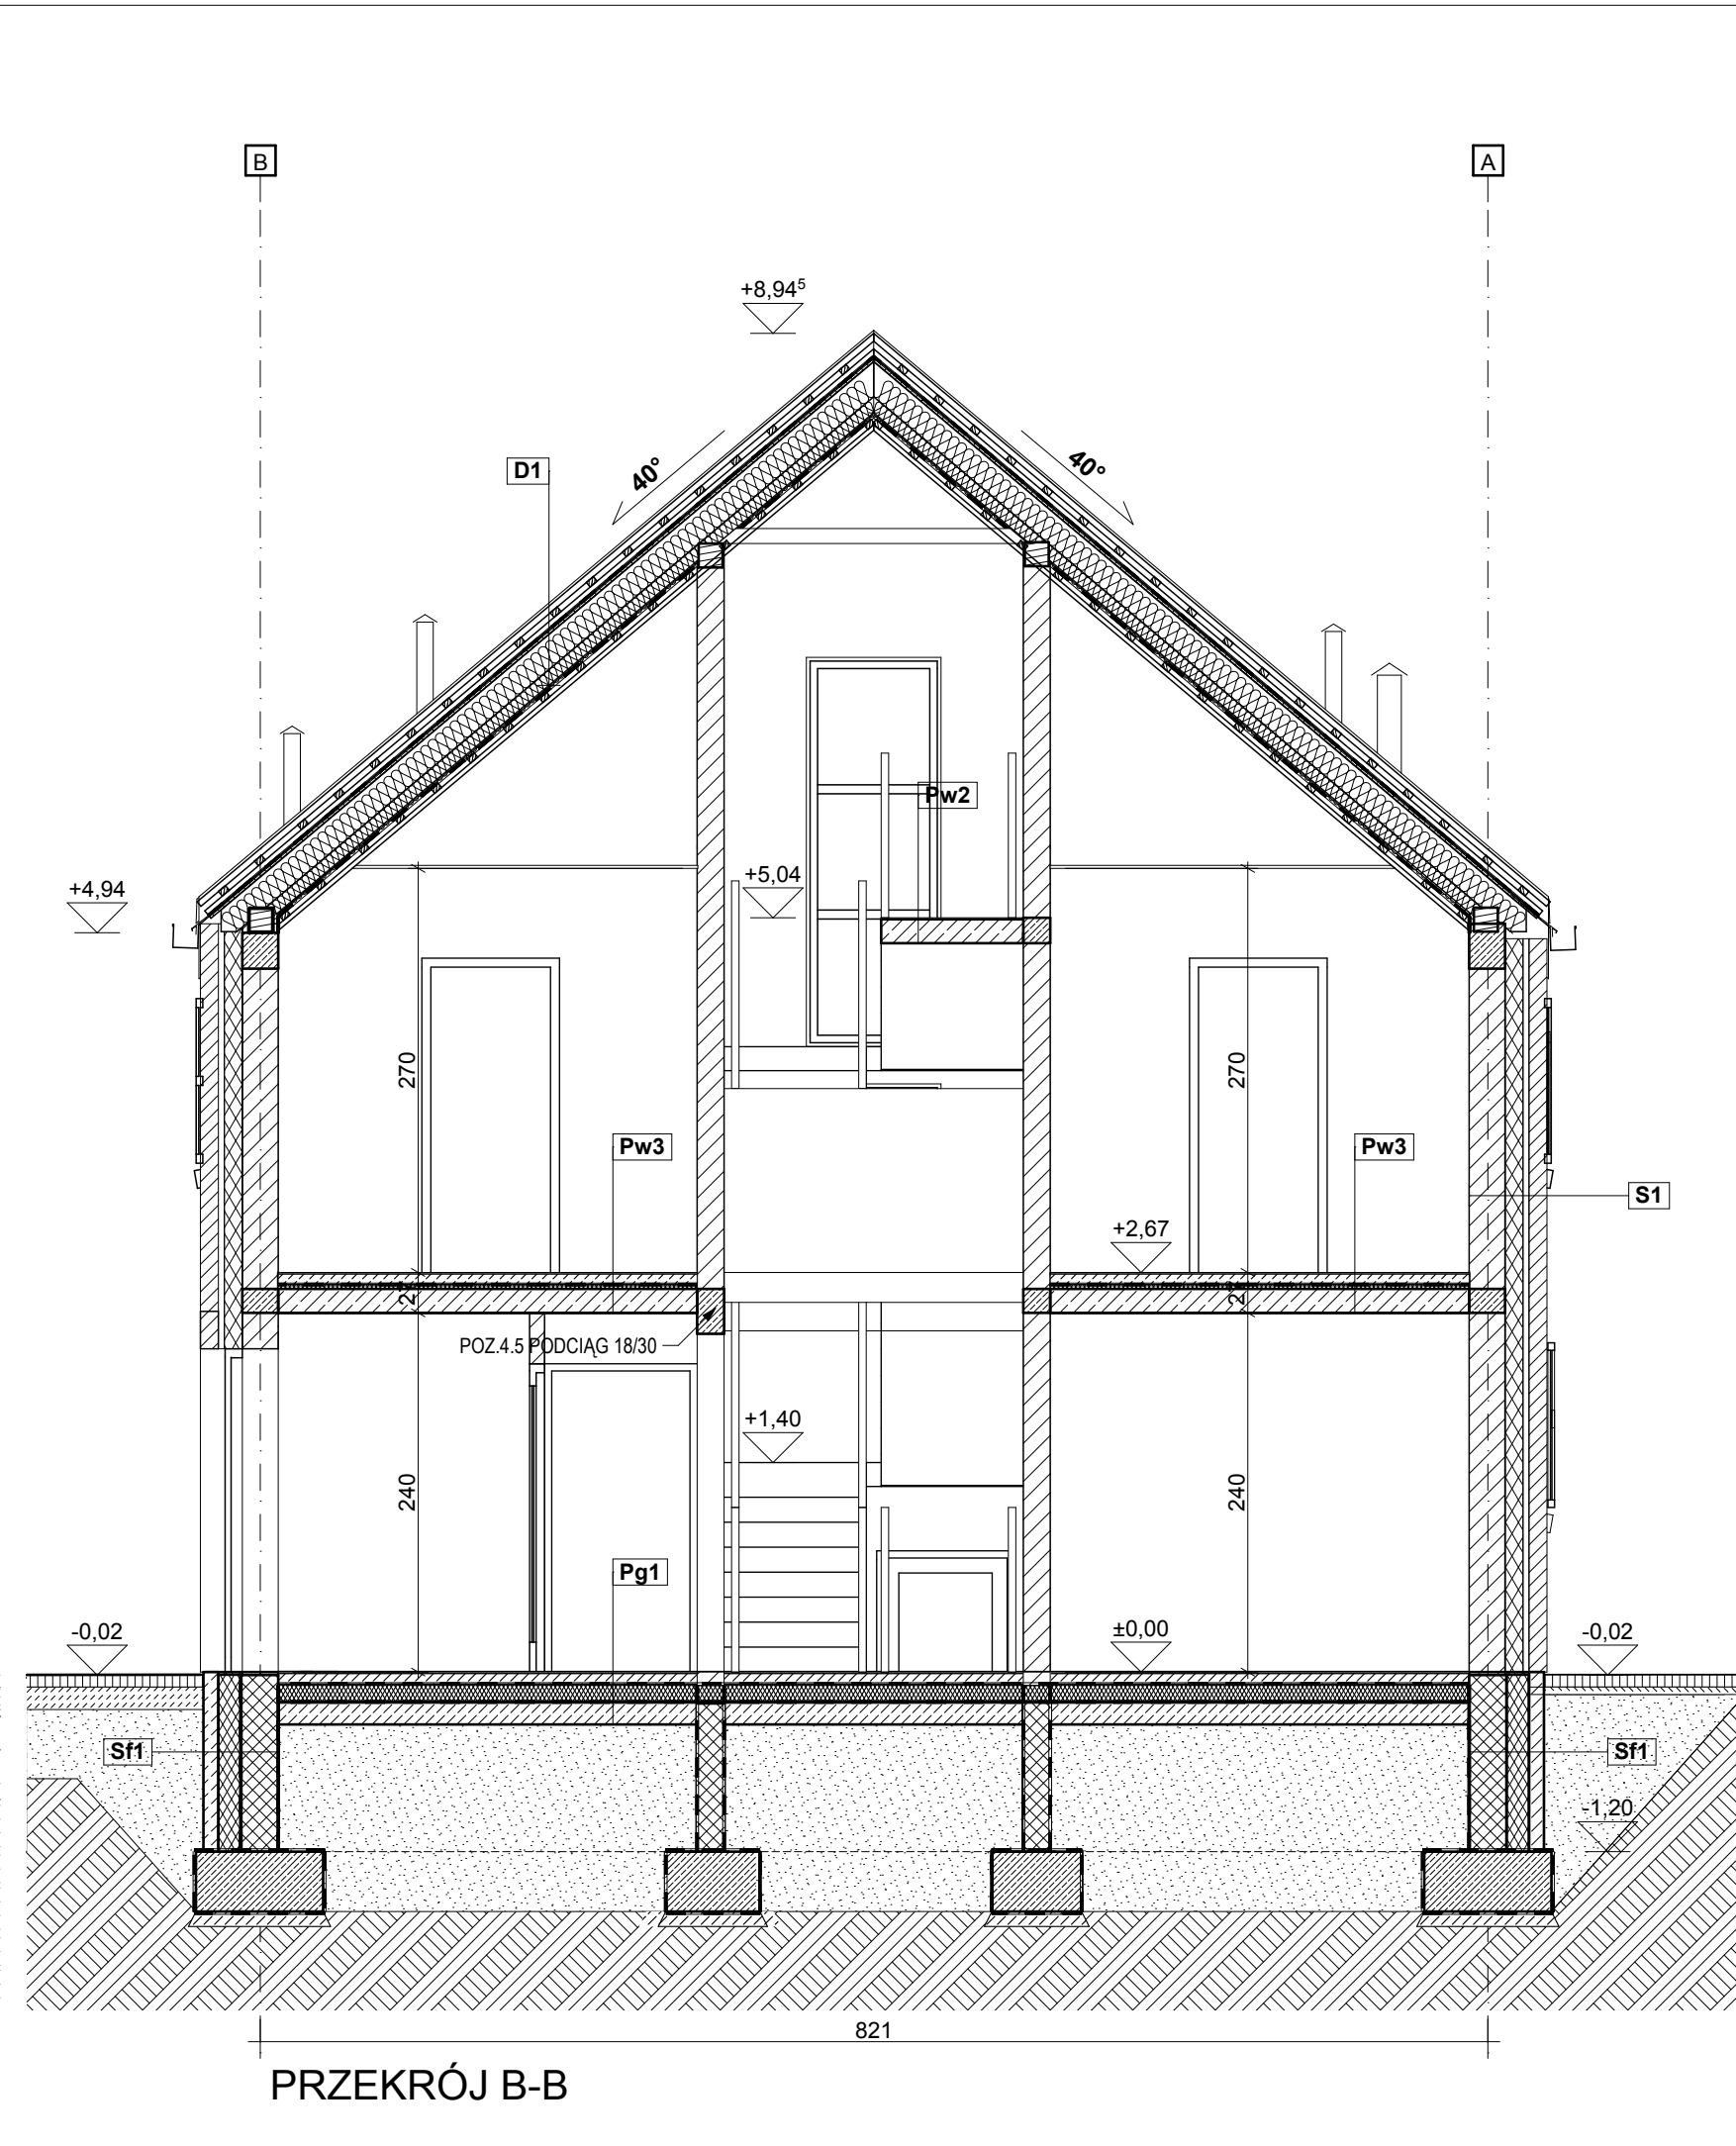 B
A
+8,94⁵
D1
40°
40°
Pw2
+4,94
+5,04
270
270
Pw3
Pw3
S1
+2,67
27
27
POZ.4.5 PODCIĄG 18/30
+1,40
240
240
Pg1
-0,02
±0,00
-0,02
Sf1
Sf1
-1,20
821
PRZEKRÓJ B-B